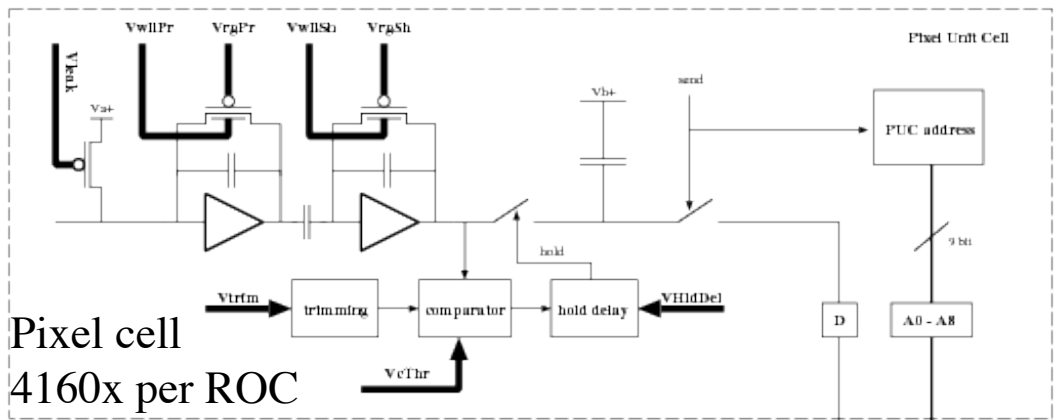 VwllPr VrgPr VwllSh VrgSh
Pixel Unit Cell
Vleak
Va+
Vb+
send
PUC address
9 bit
hold
Vtrim
trimming
comparator
hold delay
VHldDel
D
A0 - A8
VcThr
Pixel cell
4160x per ROC